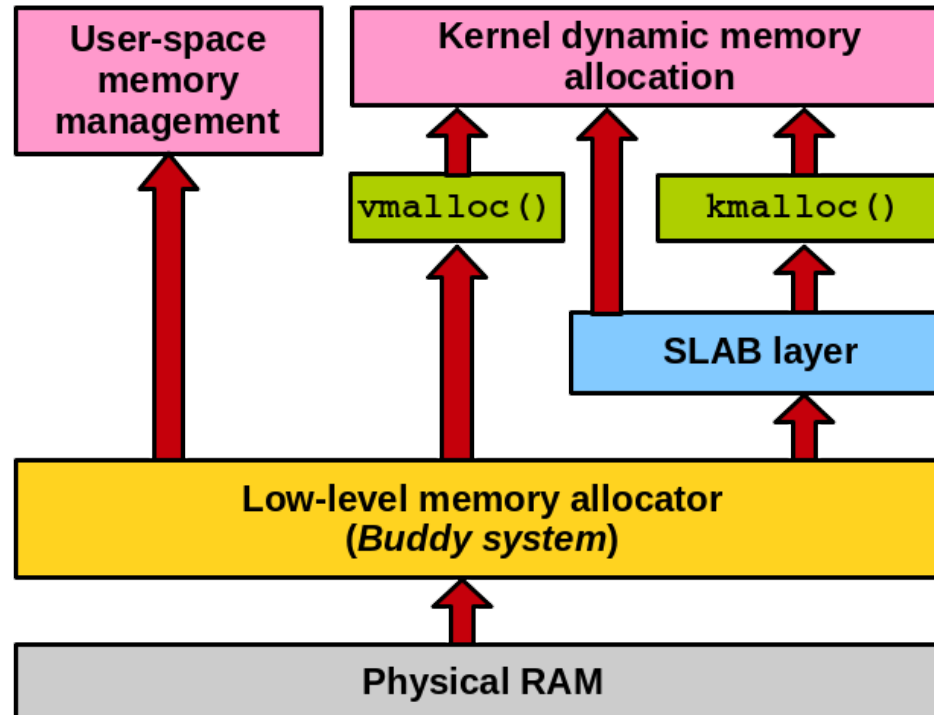 User-space
memory
management
Kernel dynamic memory
allocation
vmalloc()
kmalloc()
SLAB layer
Low-level memory allocator
(Buddy system)
Physical RAM